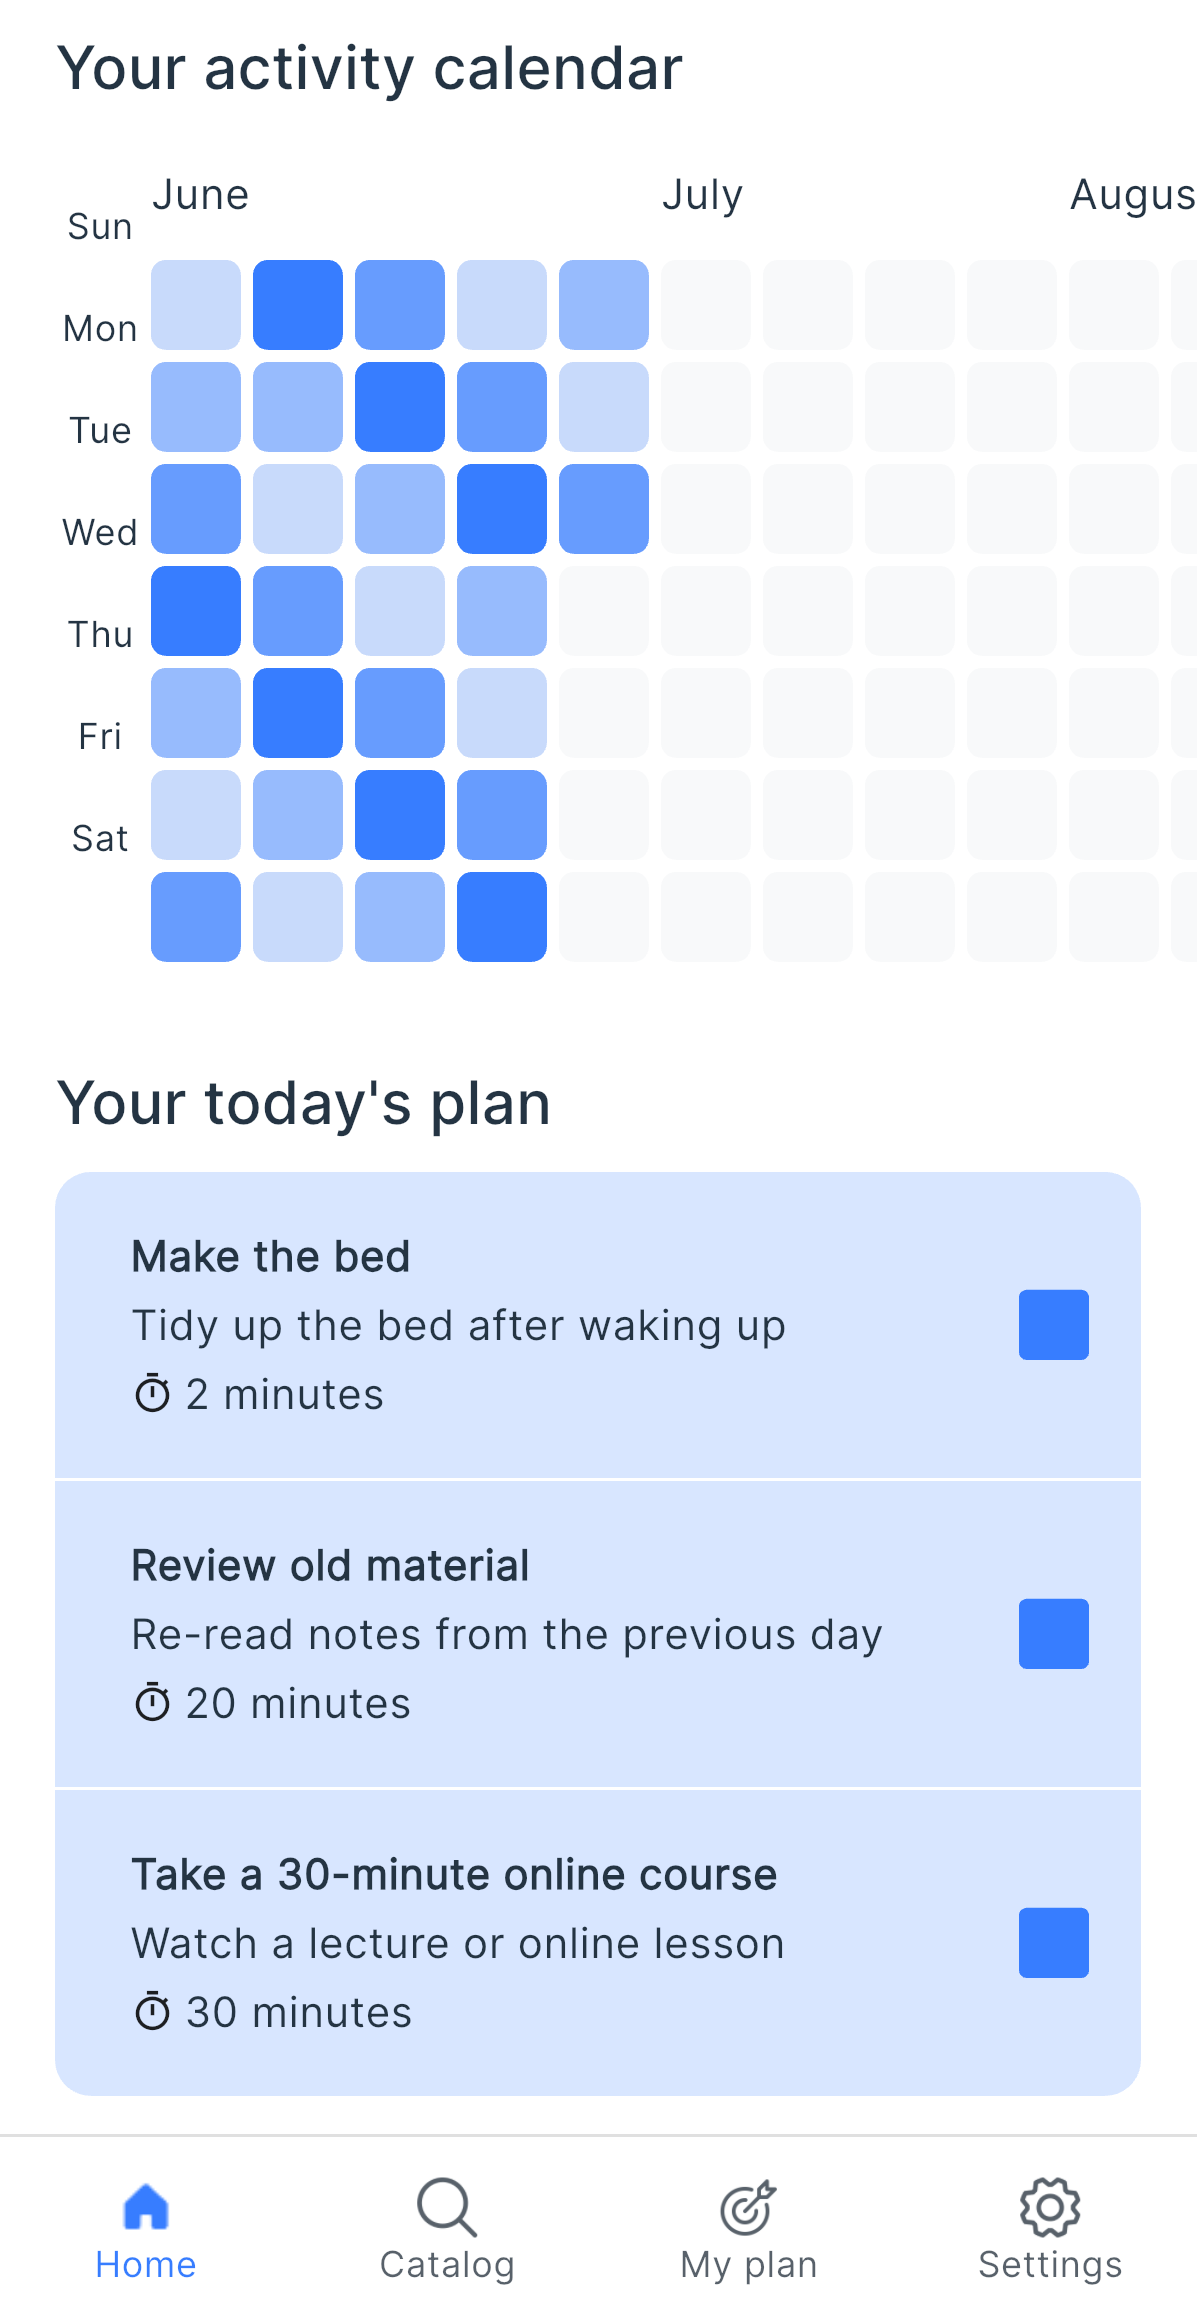 Your activity calendar
June July Augus
Sun
Mon
Tue
Wed
Thu
Fri
Sat
Your today's plan
Make the bed
Tidy up the bed after waking up
2 minutes
Review old material
Re-read notes from the previous day
20 minutes
Take a 30-minute online course
Watch a lecture or online lesson
30 minutes
Home Catalog My plan Settings